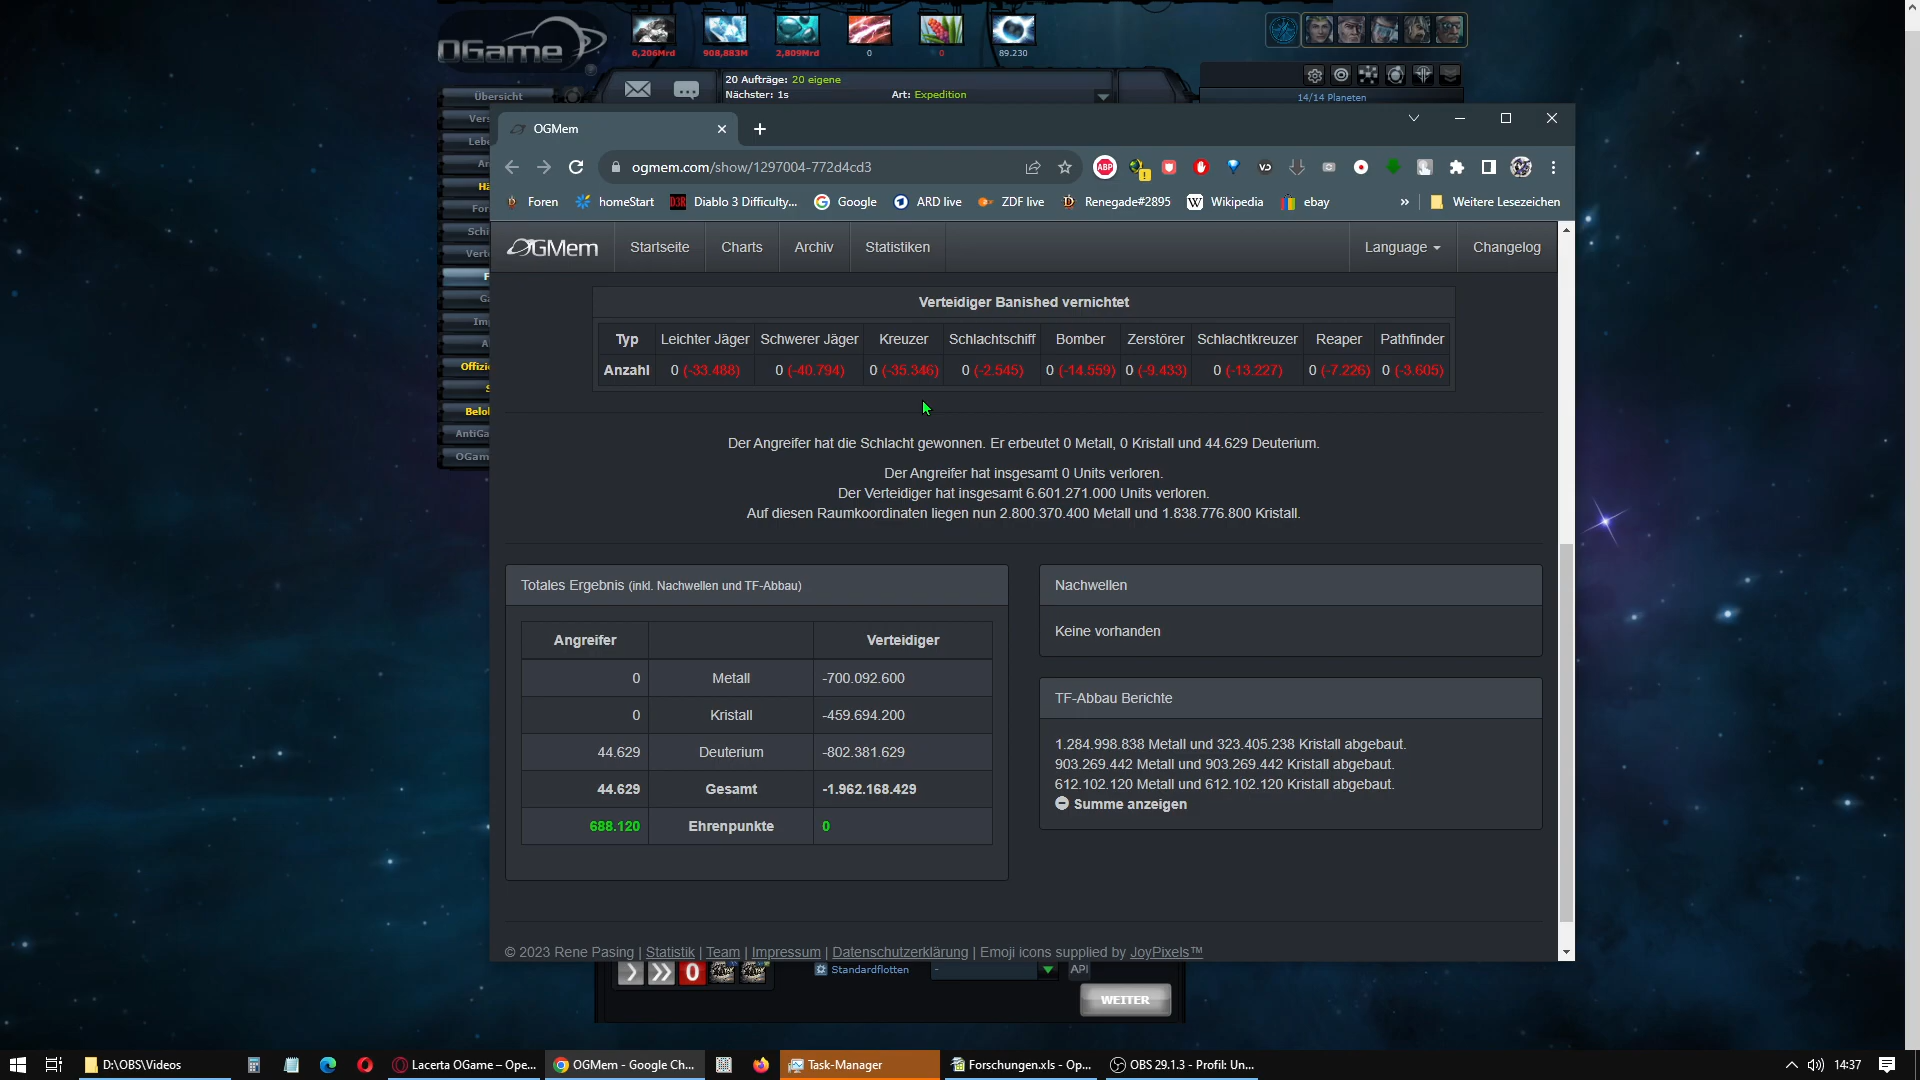 OGame
6,206Mrd
908,883M
2,809Mrd
0
0
89.230
20 Aufträge: 20 eigene
Nächster: 1s
Art: Expedition
14/14 Planeten
Übersicht
OGMem
ogmem.com/show/1297004-772d4cd3
Foren
homeStart
Diablo 3 Difficulty...
Google
ARD live
ZDF live
Renegade#2895
Wikipedia
ebay
»
Weitere Lesezeichen
OGMem
Startseite
Charts
Archiv
Statistiken
Language
Changelog
Verteidiger Banished vernichtet
Typ Leichter Jäger Schwerer Jäger Kreuzer Schlachtschiff Bomber Zerstörer Schlachtkreuzer Reaper Pathfinder
Anzahl 0 (-33.488) 0 (-40.794) 0 (-35.346) 0 (-2.545) 0 (-14.559) 0 (-9.433) 0 (-13.227) 0 (-7.226) 0 (-3.605)
Der Angreifer hat die Schlacht gewonnen. Er erbeutet 0 Metall, 0 Kristall und 44.629 Deuterium.
Der Angreifer hat insgesamt 0 Units verloren.
Der Verteidiger hat insgesamt 6.601.271.000 Units verloren.
Auf diesen Raumkoordinaten liegen nun 2.800.370.400 Metall und 1.838.776.800 Kristall.
Totales Ergebnis (inkl. Nachwellen und TF-Abbau)
Angreifer Verteidiger
0 Metall -700.092.600
0 Kristall -459.694.200
44.629 Deuterium -802.381.629
44.629 Gesamt -1.962.168.429
688.120 Ehrenpunkte 0
Nachwellen
Keine vorhanden
TF-Abbau Berichte
1.284.998.838 Metall und 323.405.238 Kristall abgebaut.
903.269.442 Metall und 903.269.442 Kristall abgebaut.
612.102.120 Metall und 612.102.120 Kristall abgebaut.
Summe anzeigen
© 2023 Rene Pasing | Statistik | Team | Impressum | Datenschutzerklärung | Emoji icons supplied by JoyPixels™
Standardflotten
-
API
WEITER
D:\OBS\Videos
Lacerta OGame – Ope...
OGMem - Google Ch...
Task-Manager
Forschungen.xls - Op...
OBS 29.1.3 - Profil: Un...
14:37